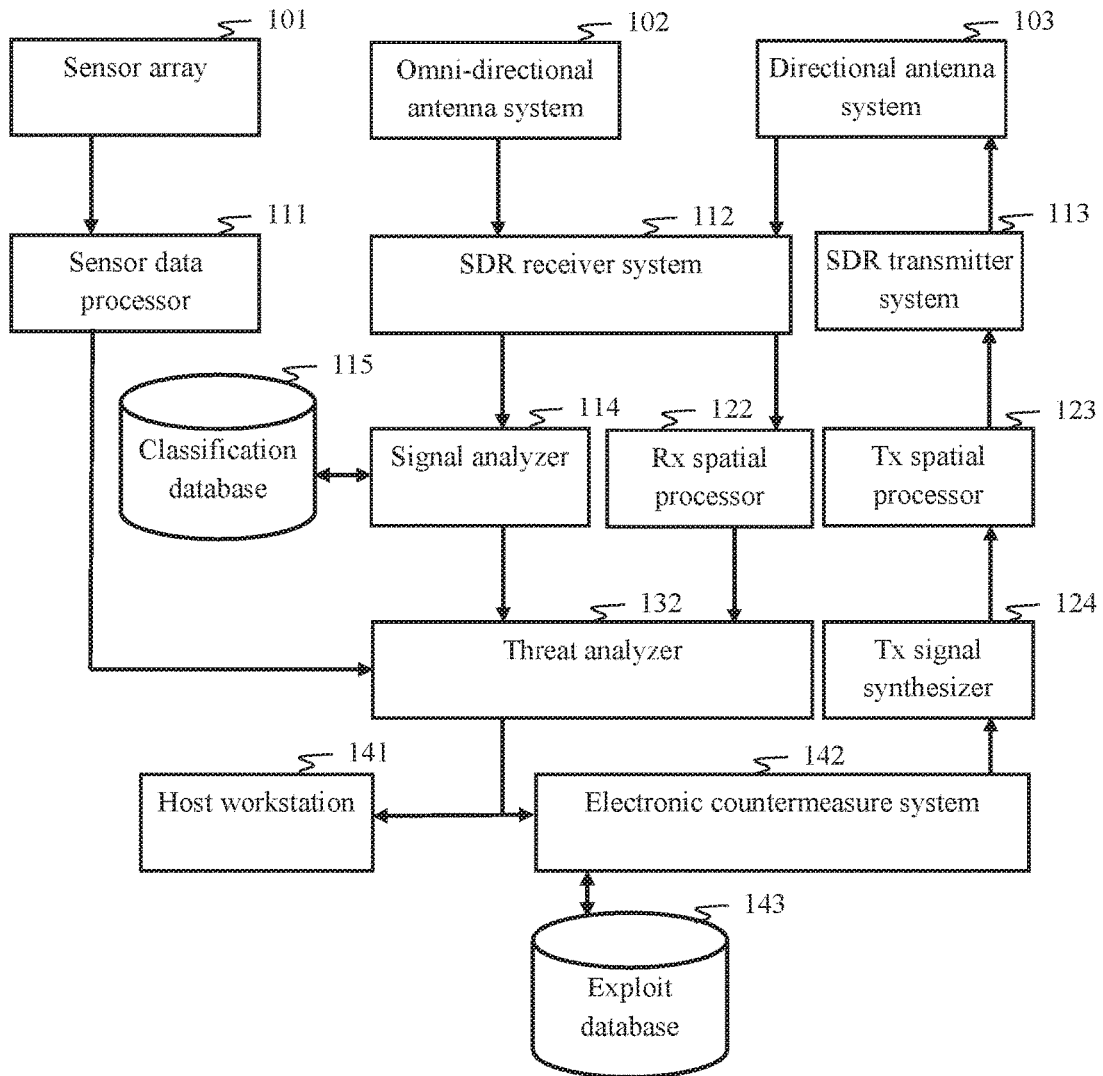 101
Sensor array
102
Omni-directional
antenna system
103
Directional antenna
system
111
Sensor data
processor
112
SDR receiver system
113
SDR transmitter
system
115
Classification
database
114
Signal analyzer
122
Rx spatial
processor
123
Tx spatial
processor
132
Threat analyzer
124
Tx signal
synthesizer
141
Host workstation
142
Electronic countermeasure system
143
Exploit
database